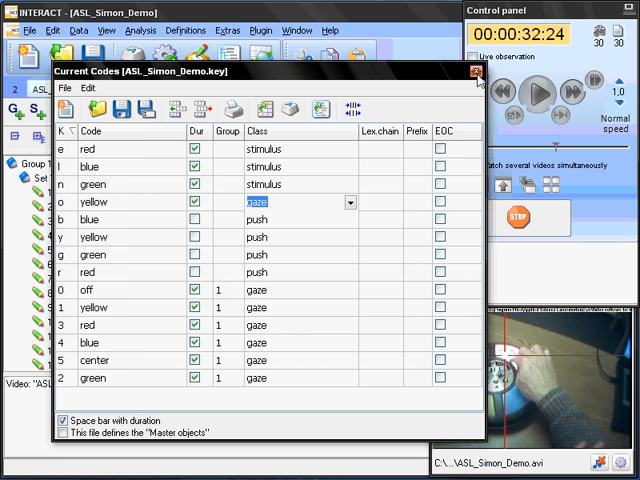 INTERACT - [ASL_Simon_Demo]
File Edit View Analysis Definitions Extras Plugin Window
2 ASL_
Group 1
Set
1
Video: "ASL
Current Codes [ASL_Simon_Demo.key]
File Edit
K Code Dur Group Class Lex.chain Prefix EOC
e red stimulus
l blue stimulus
n green stimulus
o yellow gaze
b blue push
y yellow push
g green push
r red push
0 off 1 gaze
1 yellow 1 gaze
3 red 1 gaze
4 blue 1 gaze
5 center 1 gaze
2 green 1 gaze
Space bar with duration
This file defines the "Master objects"
Control panel
00:00:32:24
30 30
Live observation
1,0
Normal
speed
atch several videos simultaneously
STOP
C:\...\ASL_Simon_Demo.avi